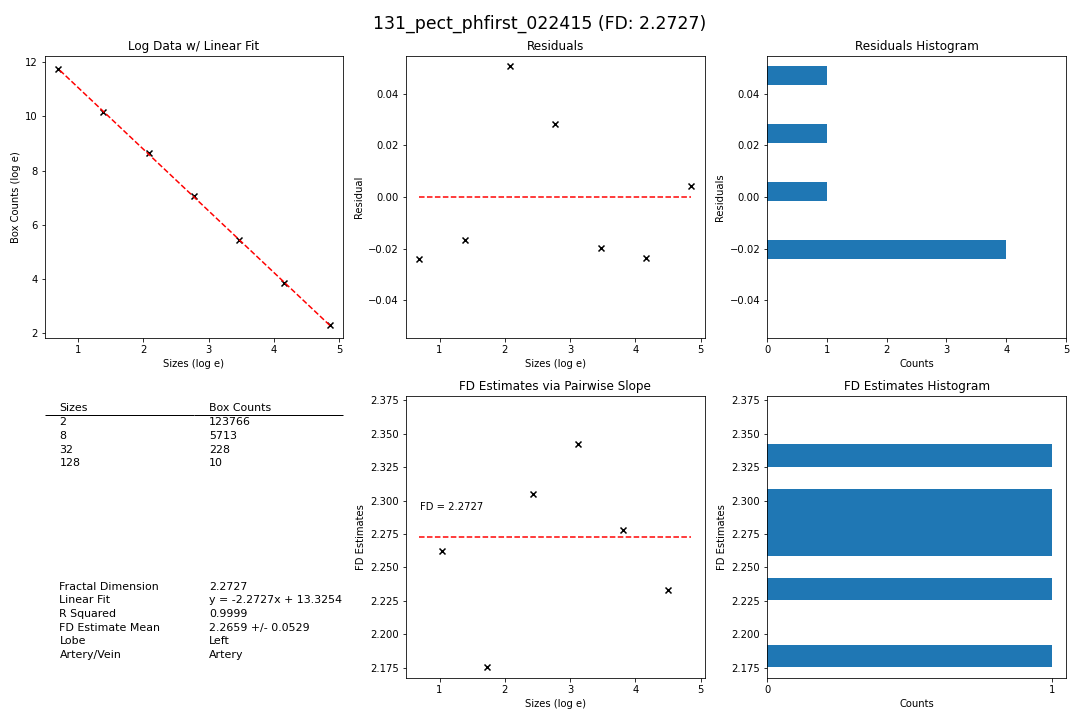 131_pect_phfirst_022415 (FD: 2.2727)
Log Data w/ Linear Fit
12
10
8
6
4
2
Box Counts (log e)
1 2 3 4 5
Sizes (log e)
Residuals
0.04
0.02
0.00
−0.02
−0.04
Residual
1 2 3 4 5
Sizes (log e)
Residuals Histogram
0.04
0.02
0.00
−0.02
−0.04
Residuals
0 1 2 3 4 5
Counts
Sizes Box Counts
2 123766
8 5713
32 228
128 10
Fractal Dimension 2.2727
Linear Fit y = -2.2727x + 13.3254
R Squared 0.9999
FD Estimate Mean 2.2659 +/- 0.0529
Lobe Left
Artery/Vein Artery
FD Estimates via Pairwise Slope
2.375
2.350
2.325
2.300
2.275
2.250
2.225
2.200
2.175
FD Estimates
FD = 2.2727
1 2 3 4 5
Sizes (log e)
FD Estimates Histogram
2.375
2.350
2.325
2.300
2.275
2.250
2.225
2.200
2.175
FD Estimates
0 1
Counts